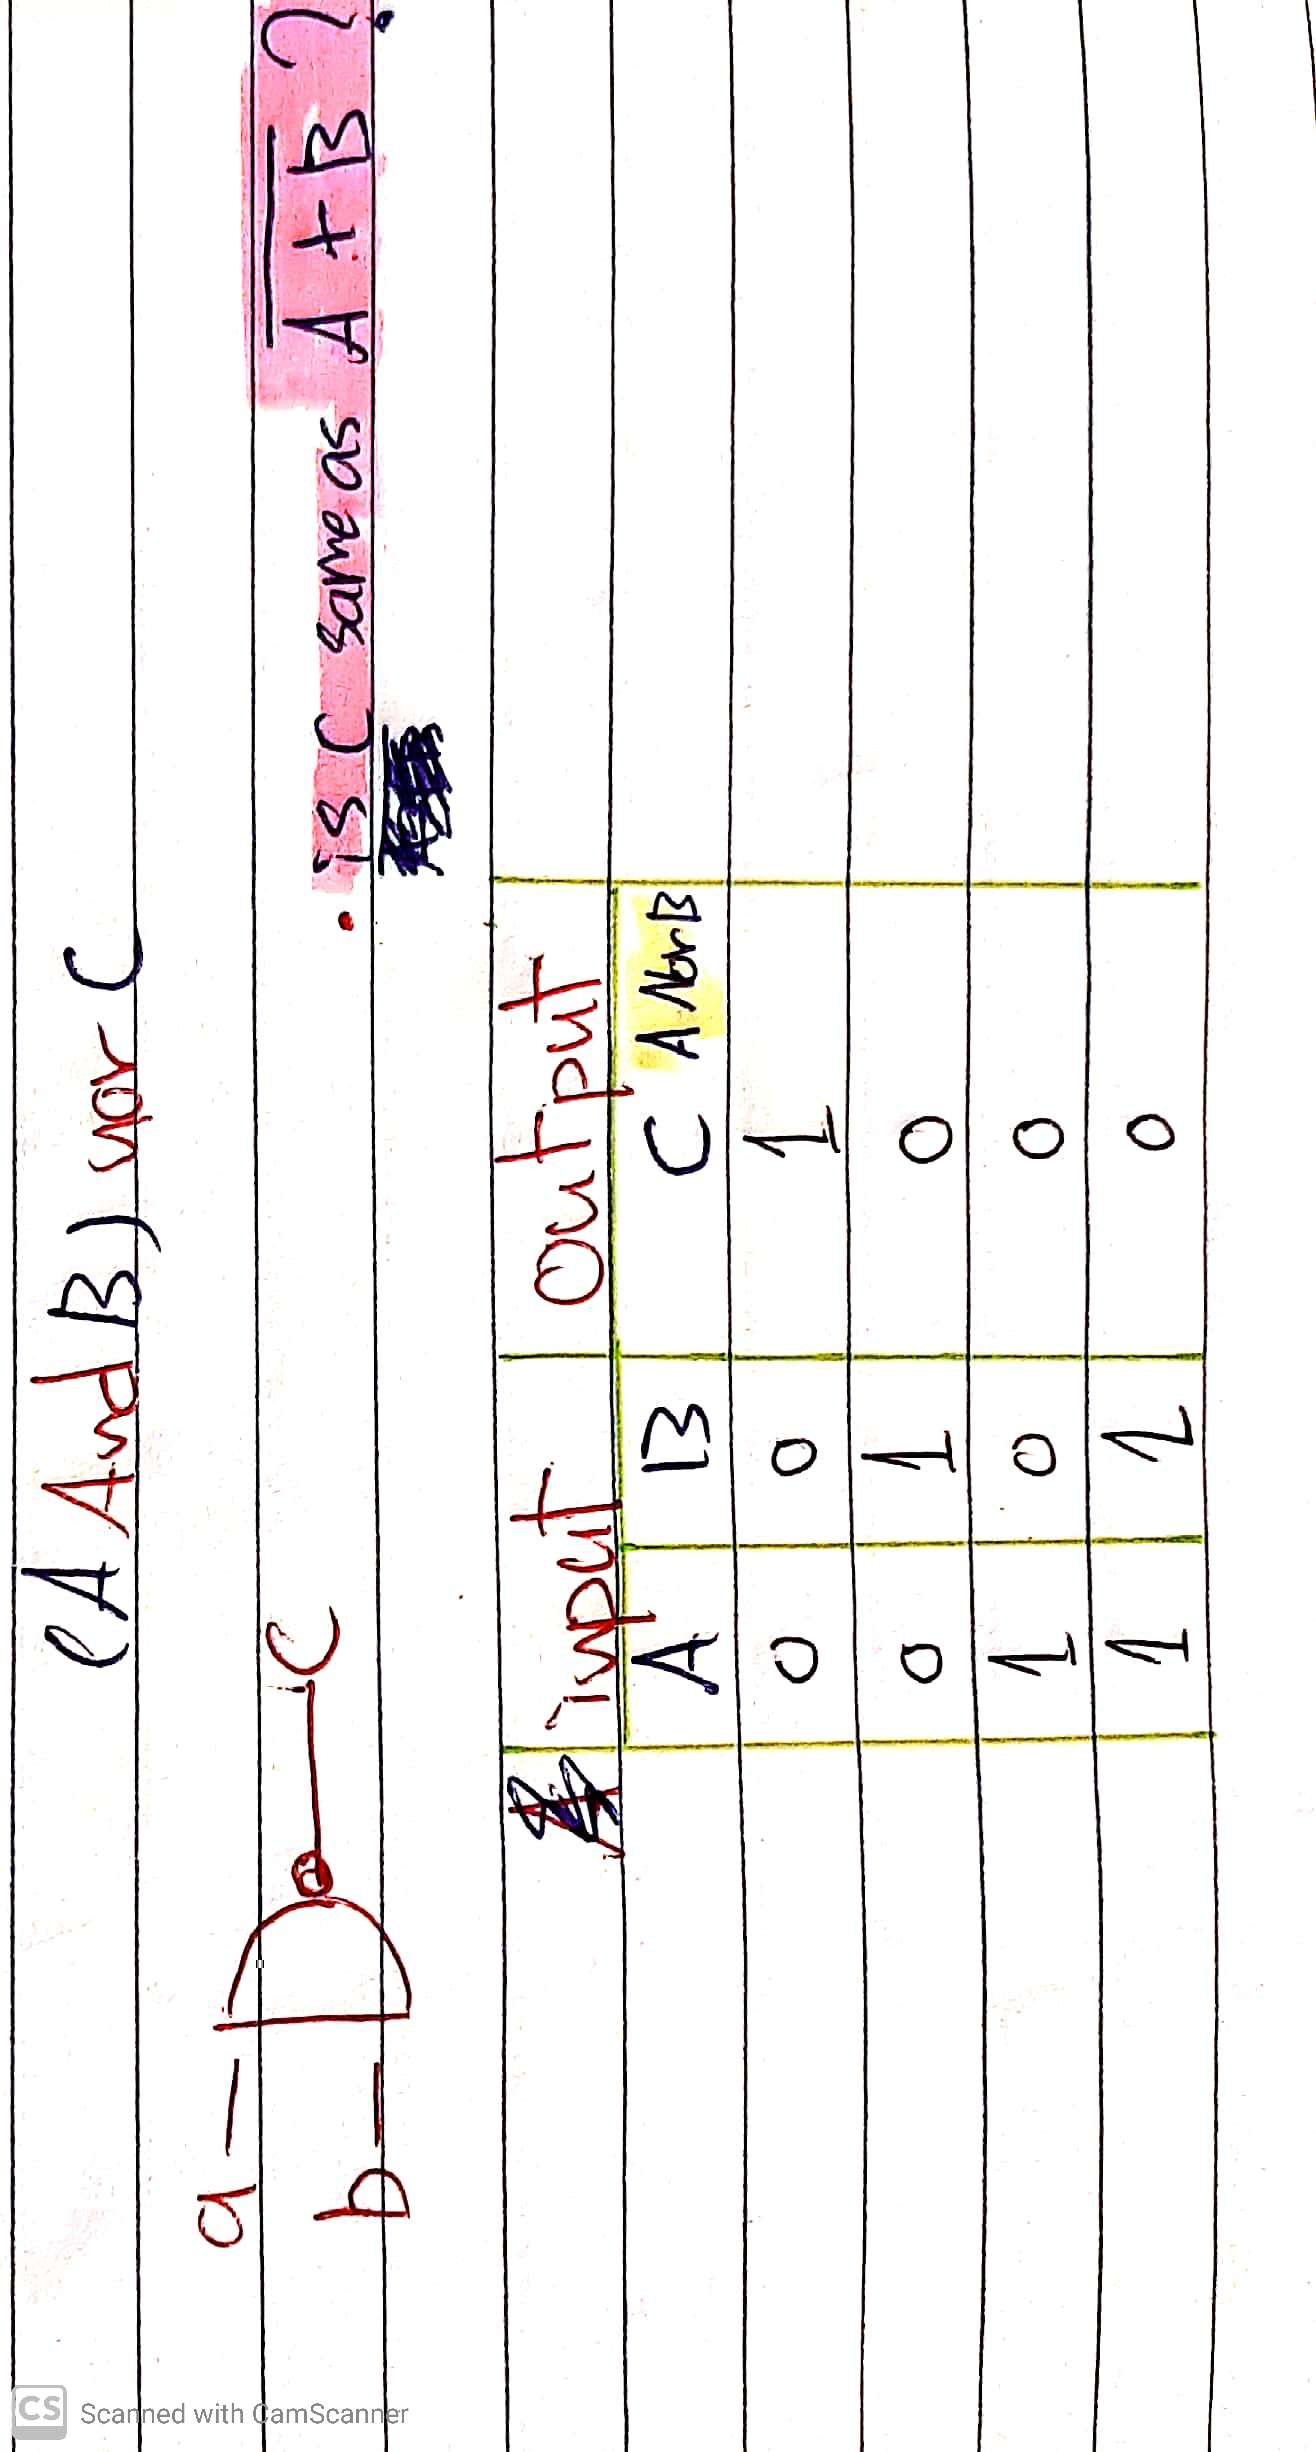 (A And B) nor C
a
b
C
. is C same as A + B ?
input output
A B C A Nor B
0 0 1
0 1 0
1 0 0
1 1 0
CS Scanned with CamScanner